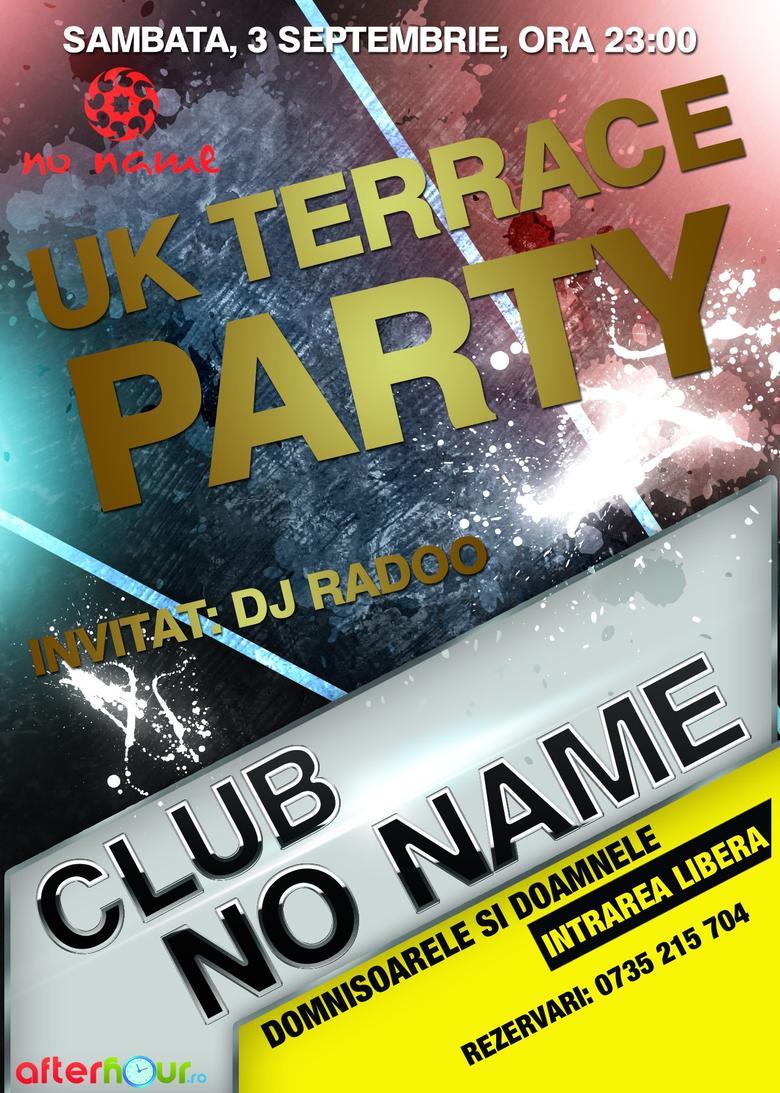 SAMBATA, 3 SEPTEMBRIE, ORA 23:00
no name
UK TERRACE
PARTY
INVITAT: DJ RADOO
CLUB
NO NAME
DOMNISOARELE SI DOAMNELE
INTRAREA LIBERA
REZERVARI: 0735 215 704
afterhour.ro